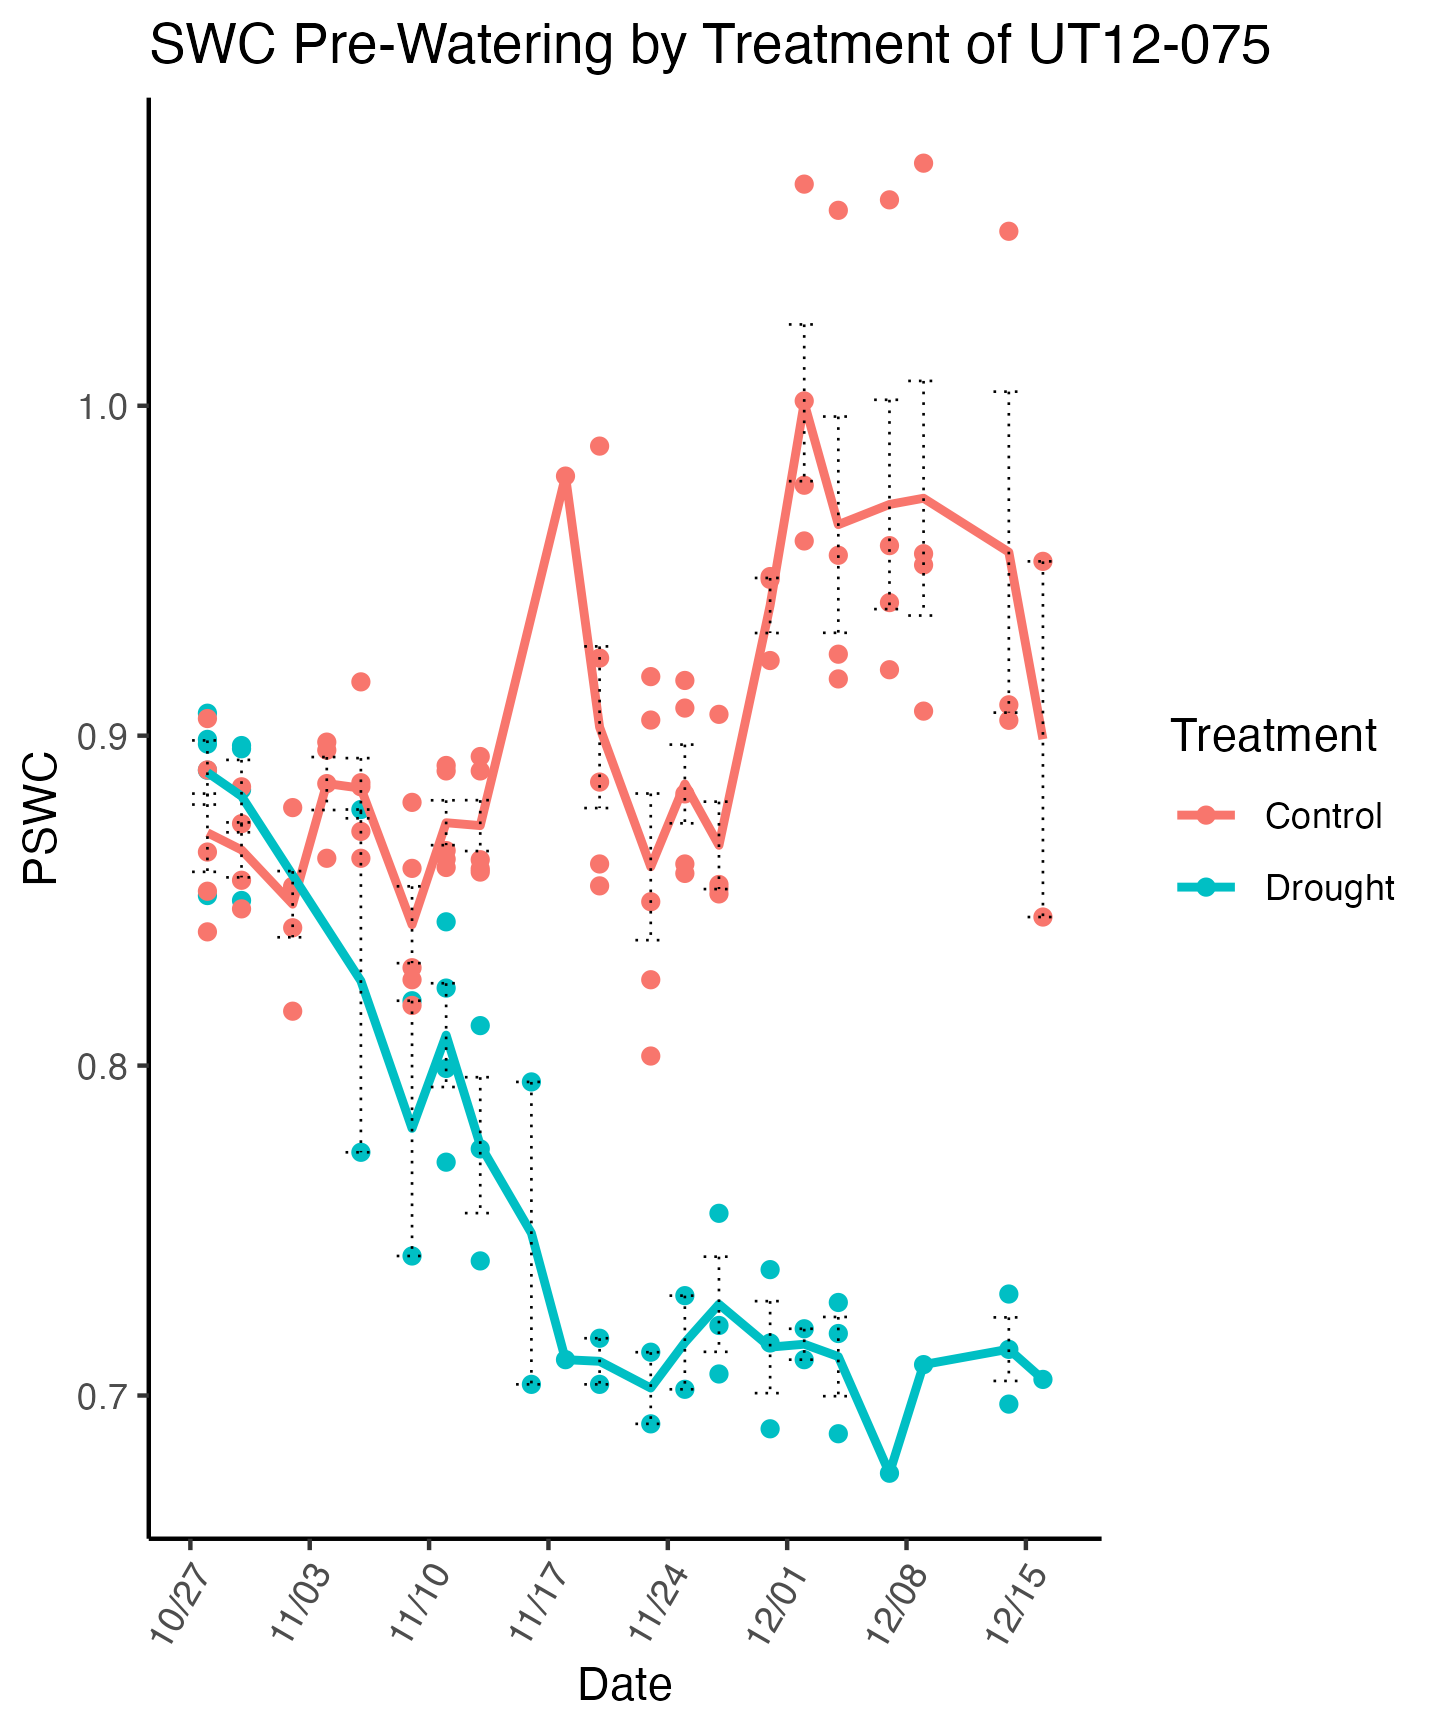 SWC Pre-Watering by Treatment of UT12-075
PSWC
1.0
0.9
0.8
0.7
10/27
11/03
11/10
11/17
11/24
12/01
12/08
12/15
Date
Treatment
Control
Drought